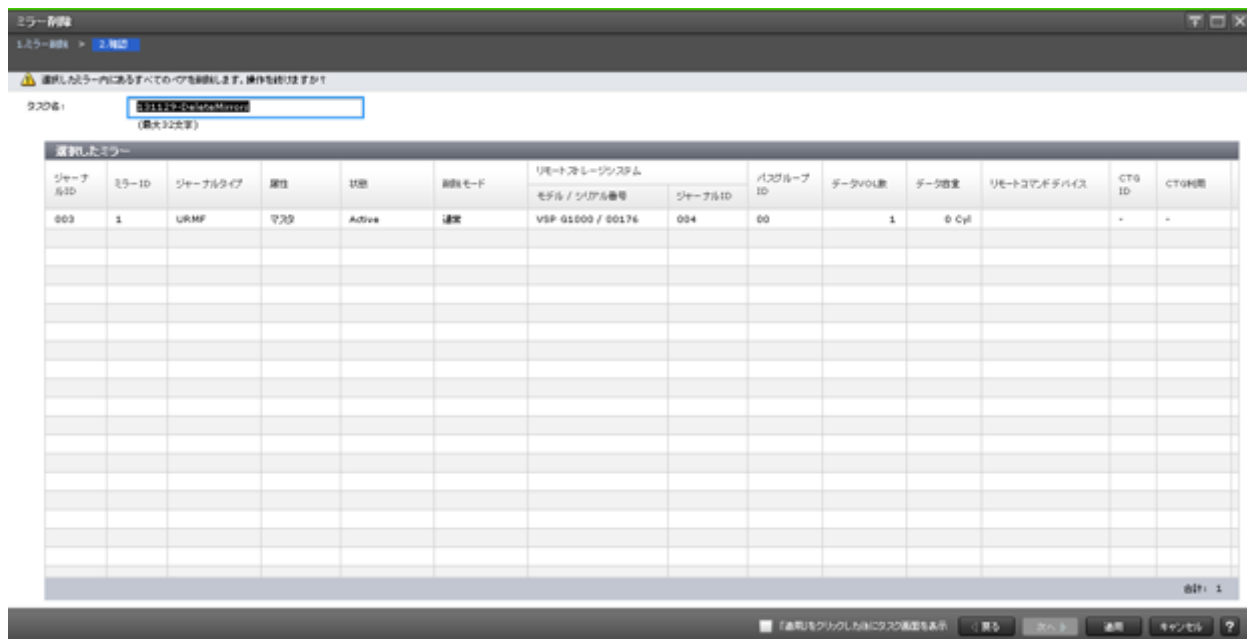 ミラー削除
1.ミラー削除 > 2.確認
選択したミラー内にあるすべてのペアを削除します。操作を続けますか?
タスク名:
131129-DeleteMirrors
(最大32文字)
選択したミラー
ジャーナルID ミラーID ジャーナルタイプ 属性 状態 削除モード リモートストレージシステム パスグループID データVOL数 データ容量 リモートコマンドデバイス CTG ID CTG利用
モデル / シリアル番号 ジャーナルID
003 1 URMF マスタ Active 通常 VSP G1000 / 00176 004 00 1 0 Cyl - -
合計: 1
「適用」をクリックした後にタスク画面を表示 戻る 次へ 適用 キャンセル ?